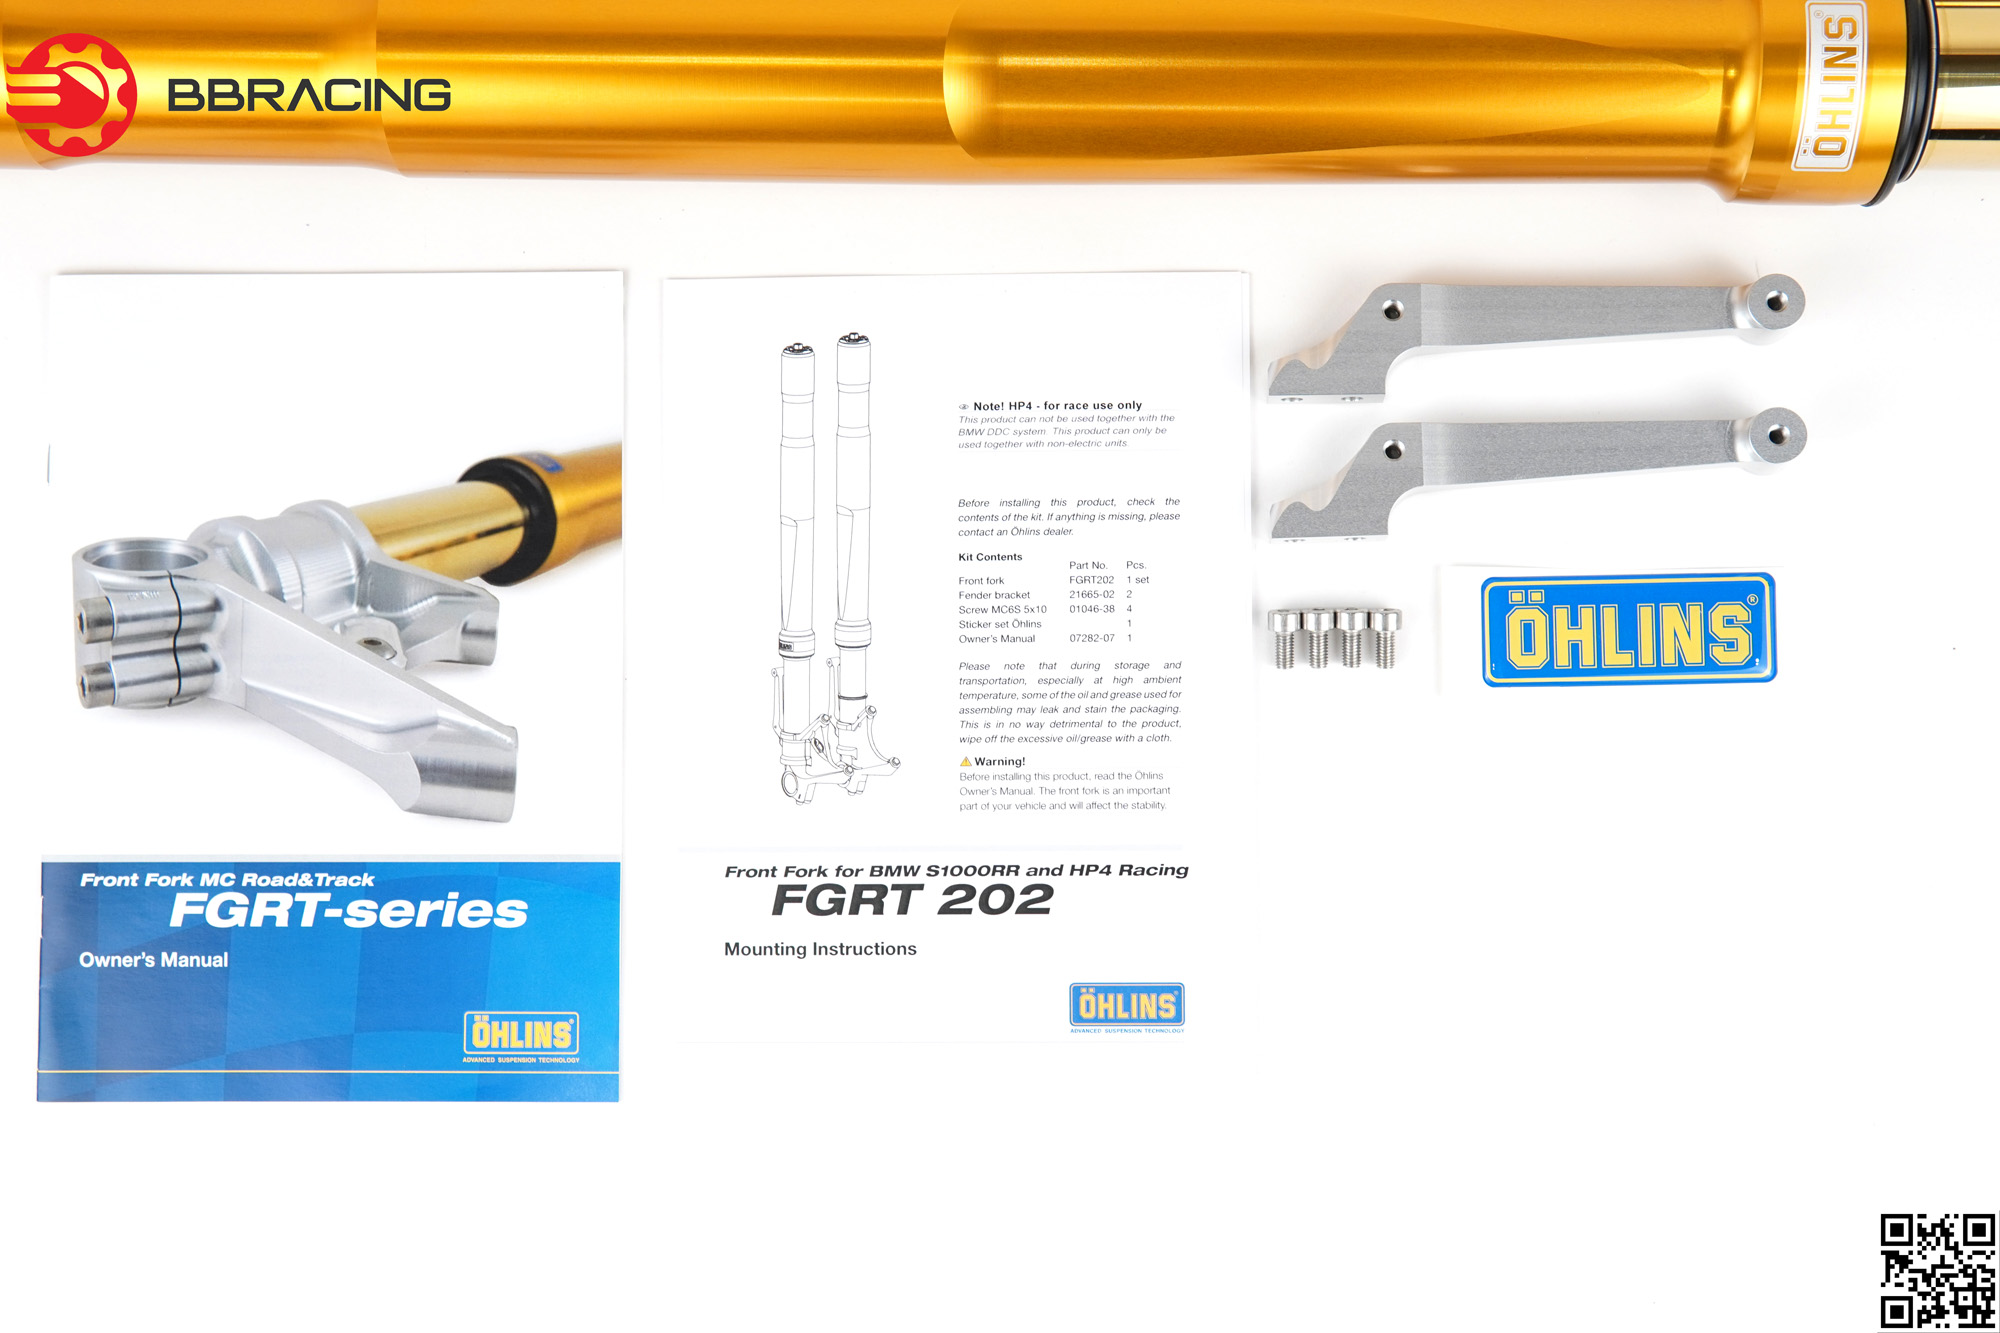 BBRACING
ÖHLINS
Front Fork MC Road&Track
FGRT-series
Owner's Manual
ÖHLINS
ADVANCED SUSPENSION TECHNOLOGY
Note! HP4 - for race use only
This product can not be used together with the
BMW DDC system. This product can only be
used together with non-electric units.
Before installing this product, check the
contents of the kit. If anything is missing, please
contact an Öhlins dealer.
Kit Contents
Part No. Pcs.
Front fork FGRT202 1 set
Fender bracket 21665-02 2
Screw MC6S 5x10 01046-38 4
Sticker set Öhlins 1
Owner's Manual 07282-07 1
Please note that during storage and
transportation, especially at high ambient
temperature, some of the oil and grease used for
assembling may leak and stain the packaging.
This is in no way detrimental to the product,
wipe off the excessive oil/grease with a cloth.
Warning!
Before installing this product, read the Öhlins
Owner's Manual. The front fork is an important
part of your vehicle and will affect the stability.
Front Fork for BMW S1000RR and HP4 Racing
FGRT 202
Mounting Instructions
ÖHLINS
ADVANCED SUSPENSION TECHNOLOGY
ÖHLINS®